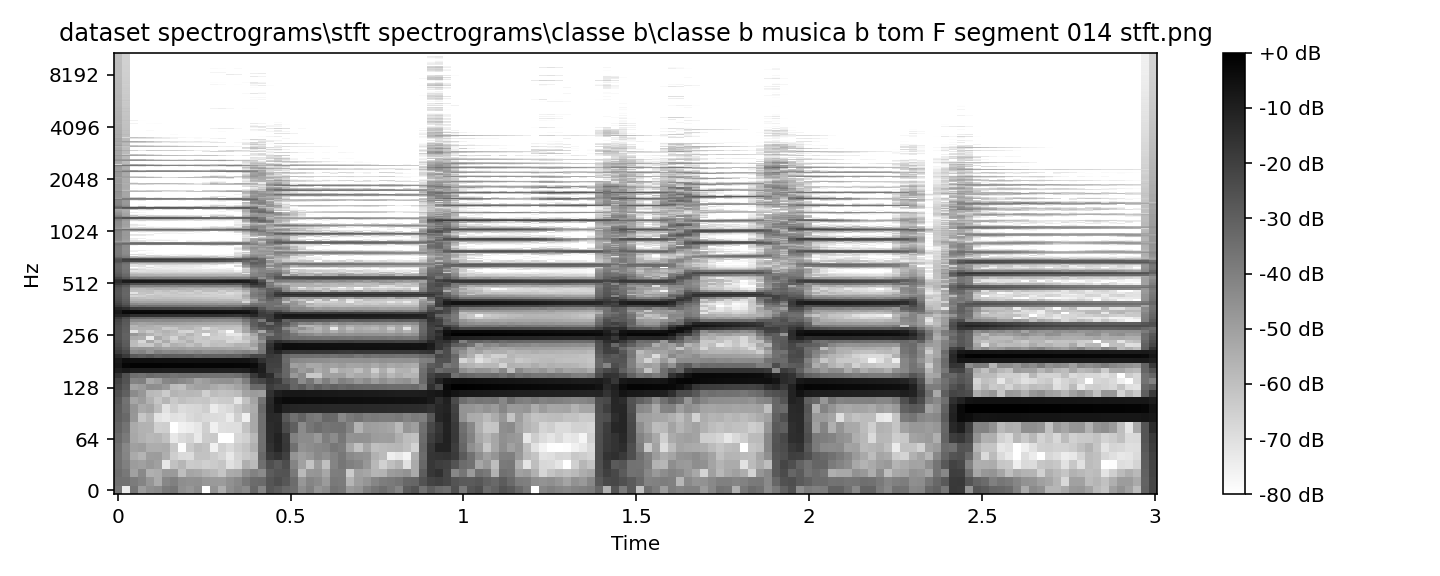 dataset spectrograms\stft spectrograms\classe b\classe b musica b tom F segment 014 stft.png
Hz
8192
4096
2048
1024
512
256
128
64
0
0
0.5
1
1.5
2
2.5
3
Time
+0 dB
-10 dB
-20 dB
-30 dB
-40 dB
-50 dB
-60 dB
-70 dB
-80 dB